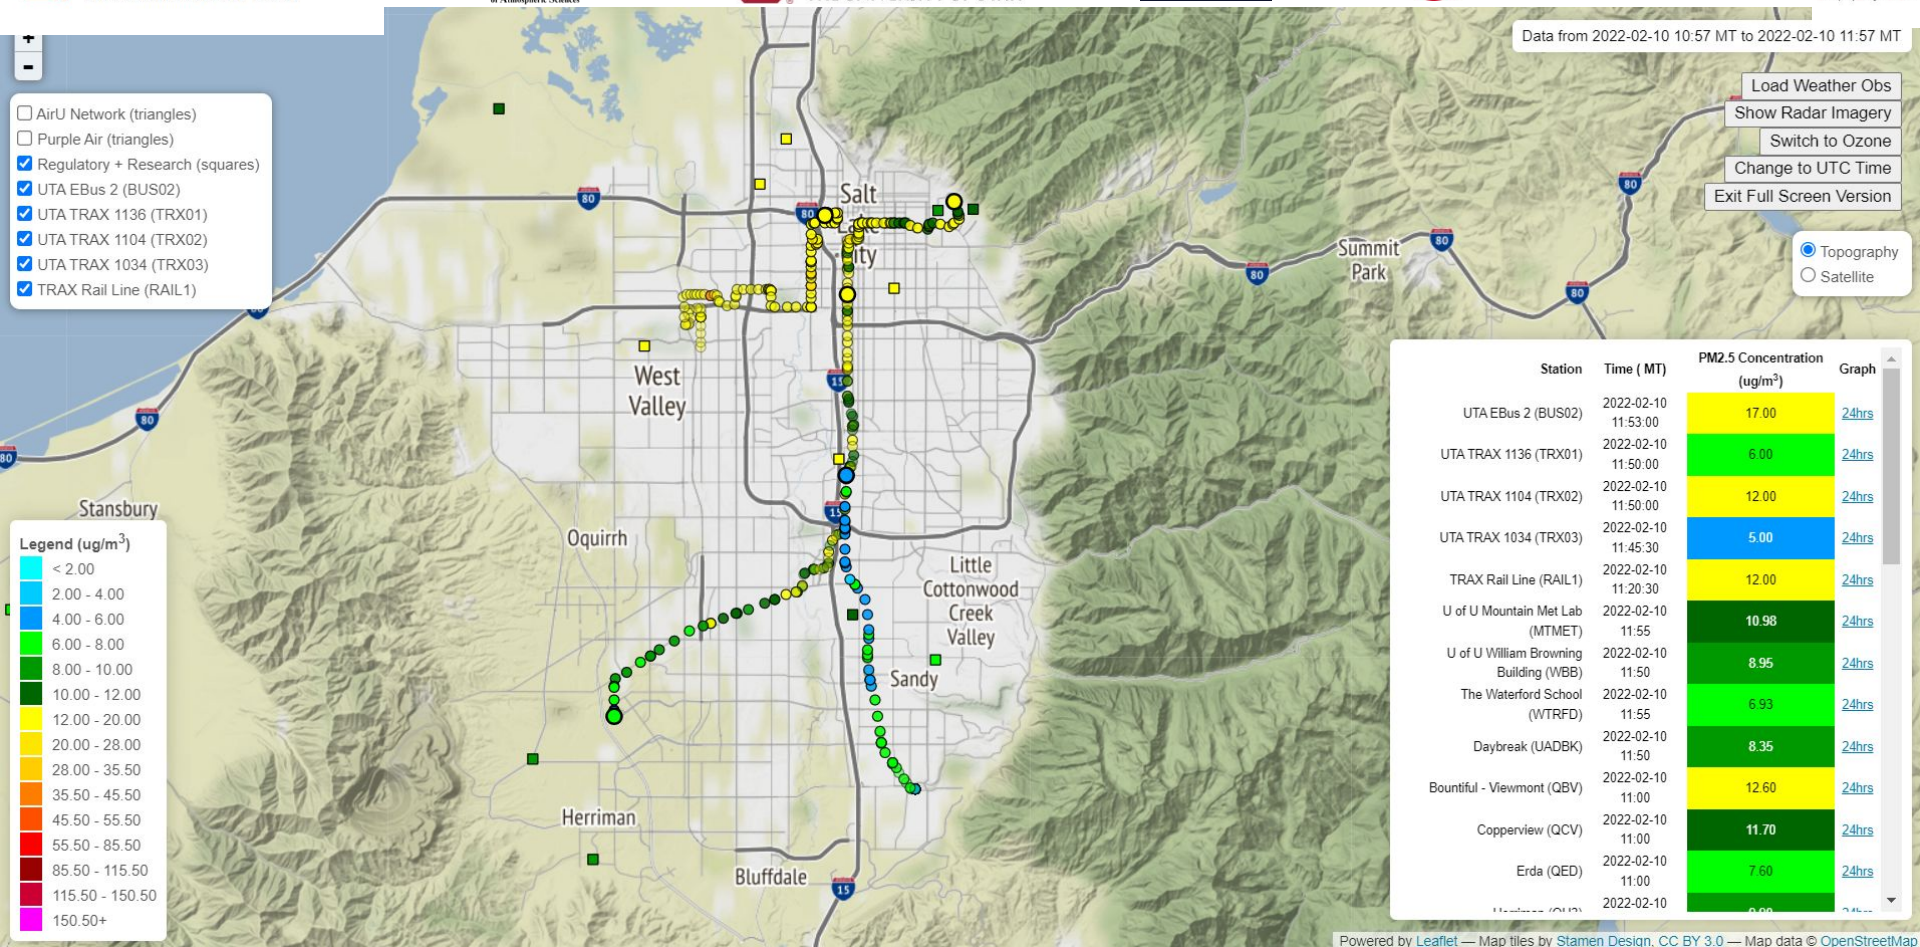 of Atmospheric Sciences
+
-
Data from 2022-02-10 10:57 MT to 2022-02-10 11:57 MT
Load Weather Obs
Show Radar Imagery
Switch to Ozone
Change to UTC Time
Exit Full Screen Version
AirU Network (triangles)
Purple Air (triangles)
Regulatory + Research (squares)
UTA EBus 2 (BUS02)
UTA TRAX 1136 (TRX01)
UTA TRAX 1104 (TRX02)
UTA TRAX 1034 (TRX03)
TRAX Rail Line (RAIL1)
Topography
Satellite
80
80
Salt
Lake
City
80
80
80
80
Summit
Park
80
80
80
West
Valley
15
15
Stansbury
Oquirrh
Little
Cottonwood
Creek
Valley
Sandy
Herriman
Bluffdale
15
Legend (ug/m3)
< 2.00
2.00 - 4.00
4.00 - 6.00
6.00 - 8.00
8.00 - 10.00
10.00 - 12.00
12.00 - 20.00
20.00 - 28.00
28.00 - 35.50
35.50 - 45.50
45.50 - 55.50
55.50 - 85.50
85.50 - 115.50
115.50 - 150.50
150.50+
Station Time ( MT) PM2.5 Concentration (ug/m3) Graph
UTA EBus 2 (BUS02) 2022-02-10 11:53:00 17.00 24hrs
UTA TRAX 1136 (TRX01) 2022-02-10 11:50:00 6.00 24hrs
UTA TRAX 1104 (TRX02) 2022-02-10 11:50:00 12.00 24hrs
UTA TRAX 1034 (TRX03) 2022-02-10 11:45:30 5.00 24hrs
TRAX Rail Line (RAIL1) 2022-02-10 11:20:30 12.00 24hrs
U of U Mountain Met Lab (MTMET) 2022-02-10 11:55 10.98 24hrs
U of U William Browning Building (WBB) 2022-02-10 11:50 8.95 24hrs
The Waterford School (WTRFD) 2022-02-10 11:55 6.93 24hrs
Daybreak (UADBK) 2022-02-10 11:50 8.35 24hrs
Bountiful - Viewmont (QBV) 2022-02-10 11:00 12.60 24hrs
Copperview (QCV) 2022-02-10 11:00 11.70 24hrs
Erda (QED) 2022-02-10 11:00 7.60 24hrs
2022-02-10
Powered by Leaflet — Map tiles by Stamen Design, CC BY 3.0 — Map data © OpenStreetMap